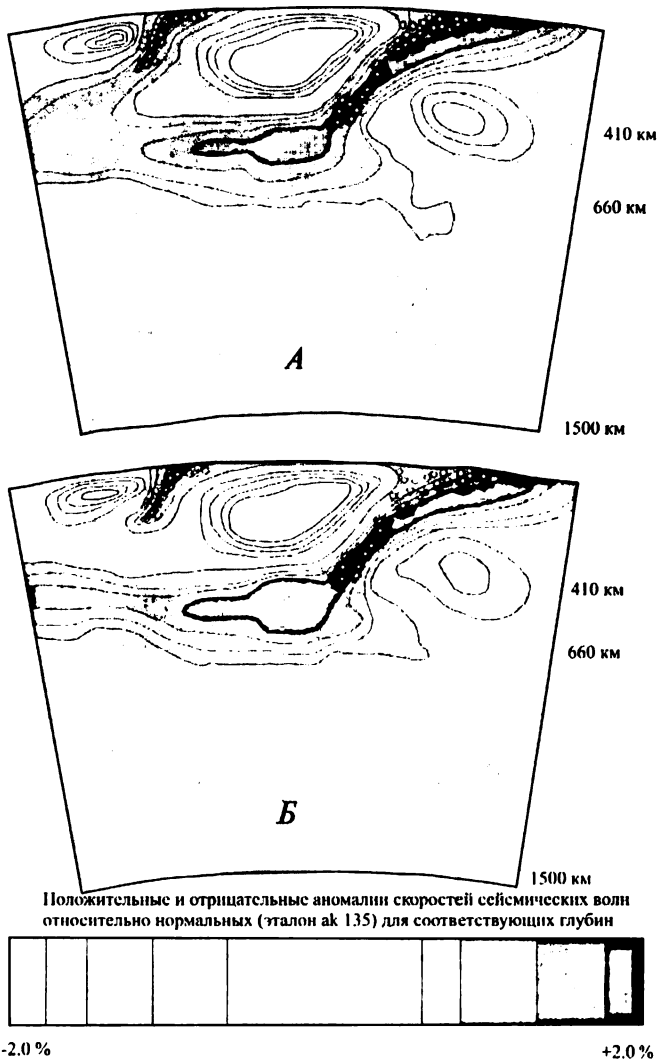 410 км
660 км
А
1500 км
410 км
660 км
Б
1500 км
Положительные и отрицательные аномалии скоростей сейсмических волн
относительно нормальных (эталон ak 135) для соответствующих глубин
-2.0 %
+2.0 %